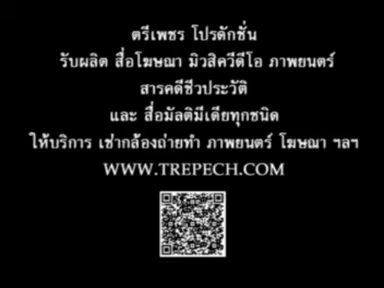 ตรีเพชร โปรดักชั่น
รับผลิต สื่อโฆษณา มิวสิควีดีโอ ภาพยนตร์
สารคดีชีวประวัติ
และ สื่อมัลติมีเดียทุกชนิด
ให้บริการ เช่ากล้องถ่ายทำ ภาพยนตร์ โฆษณา ฯลฯ
WWW.TREPECH.COM